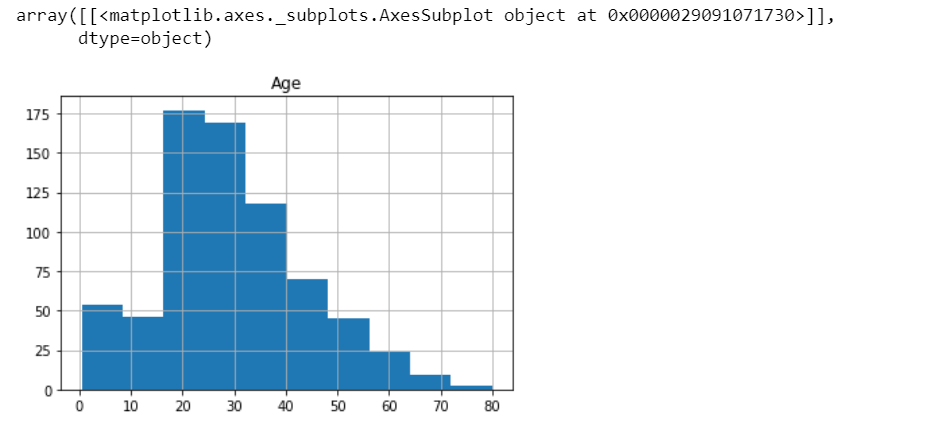 array([[<matplotlib.axes._subplots.AxesSubplot object at 0x0000029091071730>]],
dtype=object)
Age
175
150
125
100
75
50
25
0
0 10 20 30 40 50 60 70 80